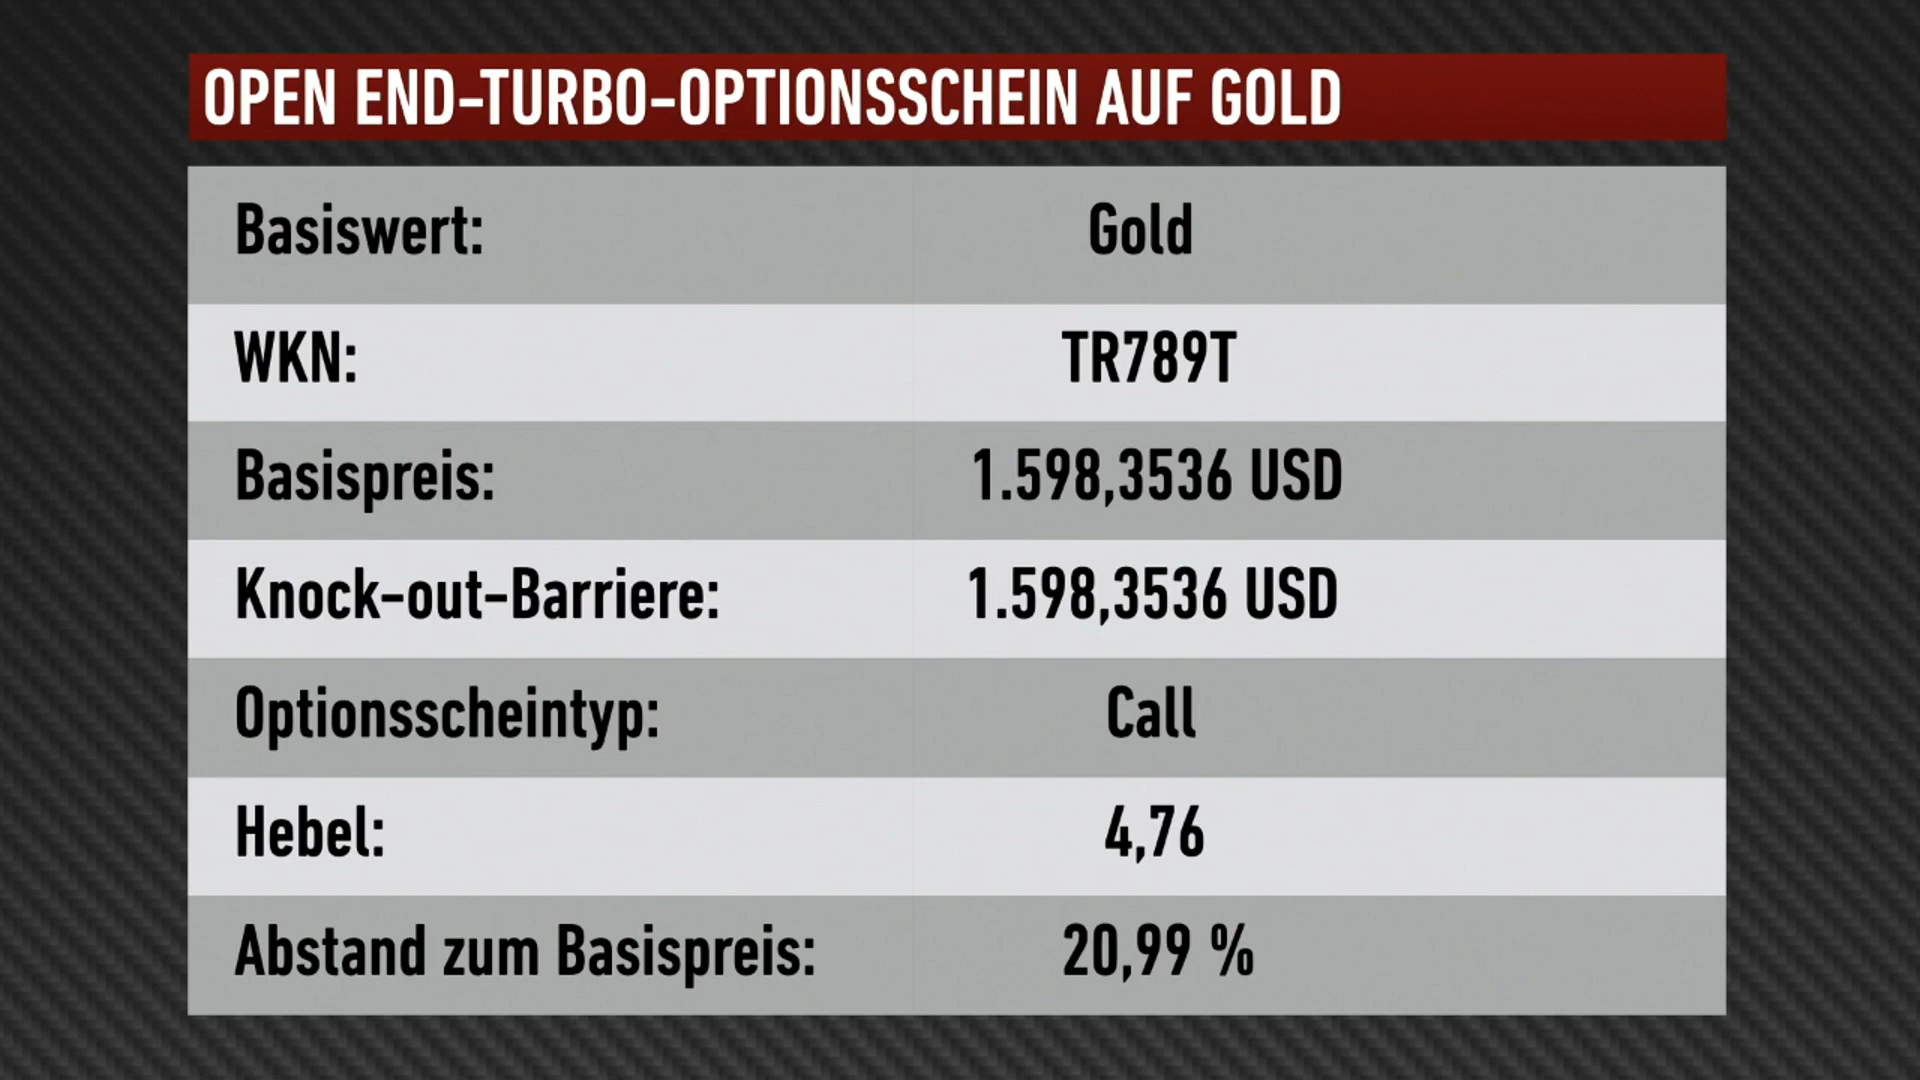 OPEN END-TURBO-OPTIONSSCHEIN AUF GOLD
Basiswert: Gold
WKN: TR789T
Basispreis: 1.598,3536 USD
Knock-out-Barriere: 1.598,3536 USD
Optionsscheintyp: Call
Hebel: 4,76
Abstand zum Basispreis: 20,99 %